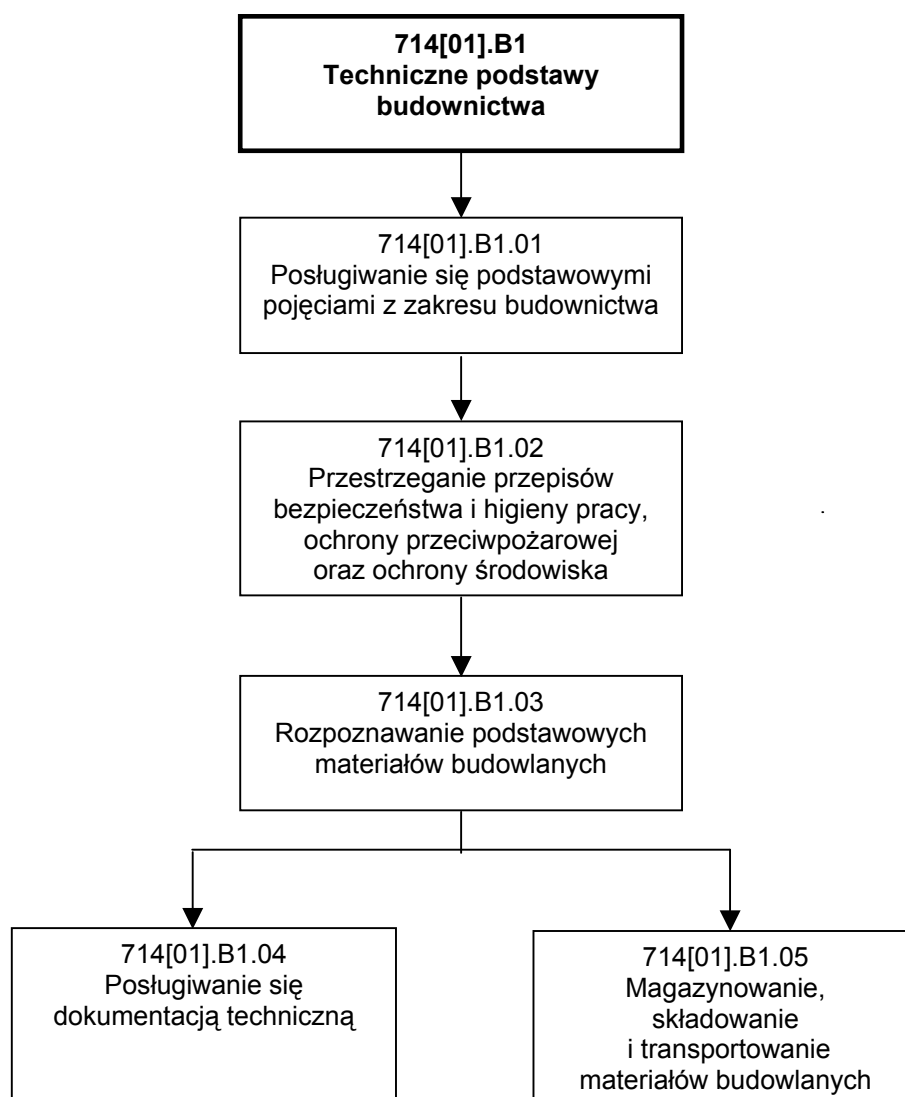 714[01].B1
Techniczne podstawy
budownictwa
714[01].B1.01
Posługiwanie się podstawowymi
pojęciami z zakresu budownictwa
714[01].B1.02
Przestrzeganie przepisów
bezpieczeństwa i higieny pracy,
ochrony przeciwpożarowej
oraz ochrony środowiska
714[01].B1.03
Rozpoznawanie podstawowych
materiałów budowlanych
714[01].B1.04
Posługiwanie się
dokumentacją techniczną
714[01].B1.05
Magazynowanie,
składowanie
i transportowanie
materiałów budowlanych